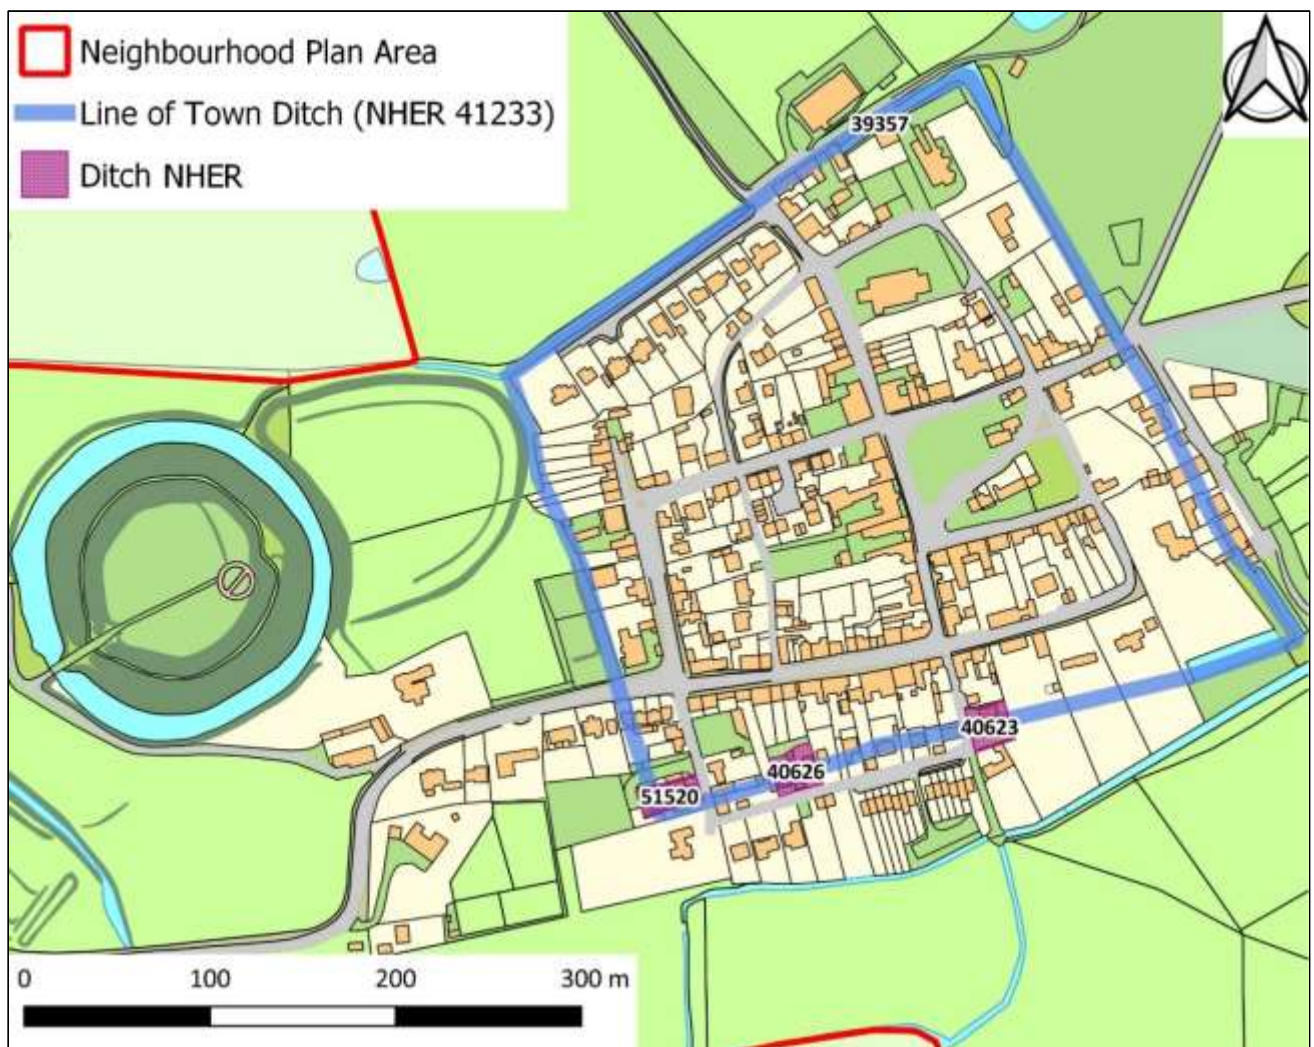 Neighbourhood Plan Area
Line of Town Ditch (NHER 41233)
Ditch NHER
39357
40623
40626
51520
0 100 200 300 m